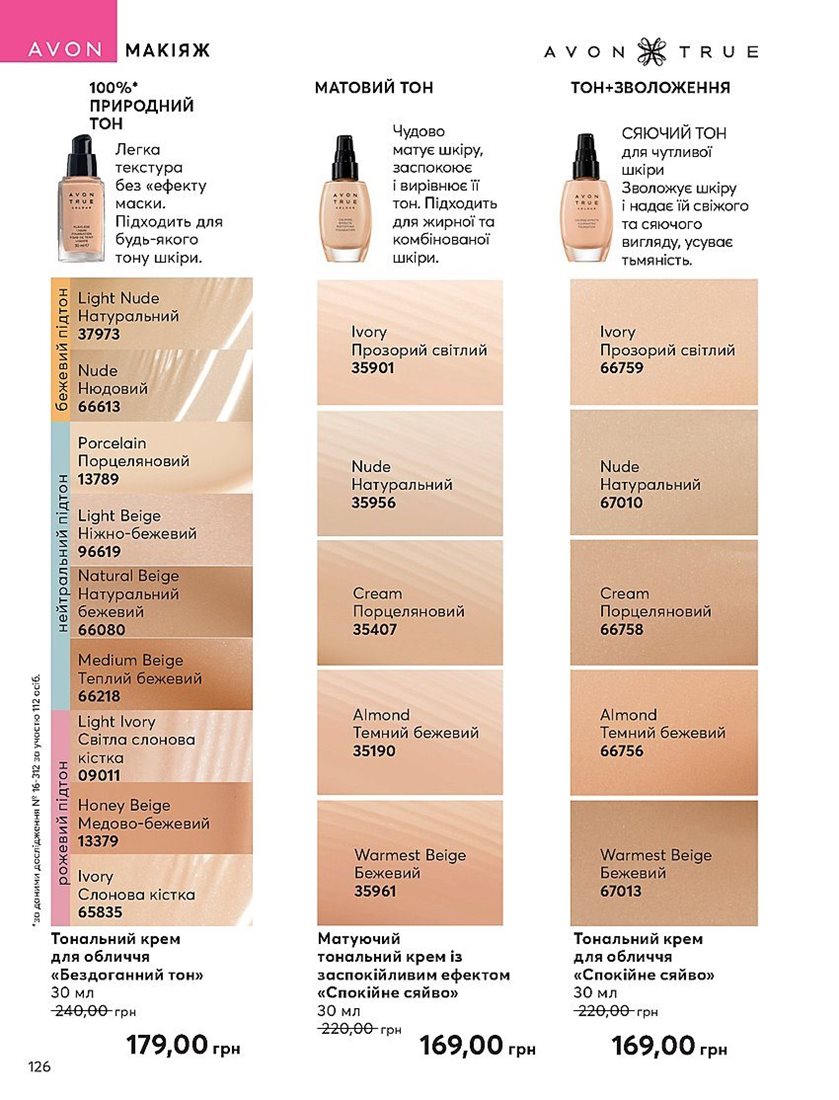 AVON МАКІЯЖ
AVON TRUE
100%*
ПРИРОДНИЙ
ТОН
Легка
текстура
без «ефекту
маски.
Підходить для
будь-якого
тону шкіри.
AVON
TRUE
бежевий підтон
Light Nude
Натуральний
37973
Nude
Нюдовий
66613
нейтральний підтон
Porcelain
Порцеляновий
13789
Light Beige
Ніжно-бежевий
96619
Natural Beige
Натуральний
бежевий
66080
Medium Beige
Теплий бежевий
66218
рожевий підтон
Light Ivory
Світла слонова
кістка
09011
Honey Beige
Медово-бежевий
13379
Ivory
Слонова кістка
65835
Тональний крем
для обличчя
«Бездоганний тон»
30 мл
240,00 грн
179,00 грн
МАТОВИЙ ТОН
Чудово
матує шкіру,
заспокоює
і вирівнює її
тон. Підходить
для жирної та
комбінованої
шкіри.
AVON
TRUE
Ivory
Прозорий світлий
35901
Nude
Натуральний
35956
Cream
Порцеляновий
35407
Almond
Темний бежевий
35190
Warmest Beige
Бежевий
35961
Матуючий
тональний крем із
заспокійливим ефектом
«Спокійне сяйво»
30 мл
220,00 грн
169,00 грн
ТОН+ЗВОЛОЖЕННЯ
СЯЮЧИЙ ТОН
для чутливої
шкіри
Зволожує шкіру
і надає їй свіжого
та сяючого
вигляду, усуває
тьмяність.
AVON
TRUE
Ivory
Прозорий світлий
66759
Nude
Натуральний
67010
Cream
Порцеляновий
66758
Almond
Темний бежевий
66756
Warmest Beige
Бежевий
67013
Тональний крем
для обличчя
«Спокійне сяйво»
30 мл
220,00 грн
169,00 грн
*за даними дослідження № 16-312 за участю 112 осіб.
126